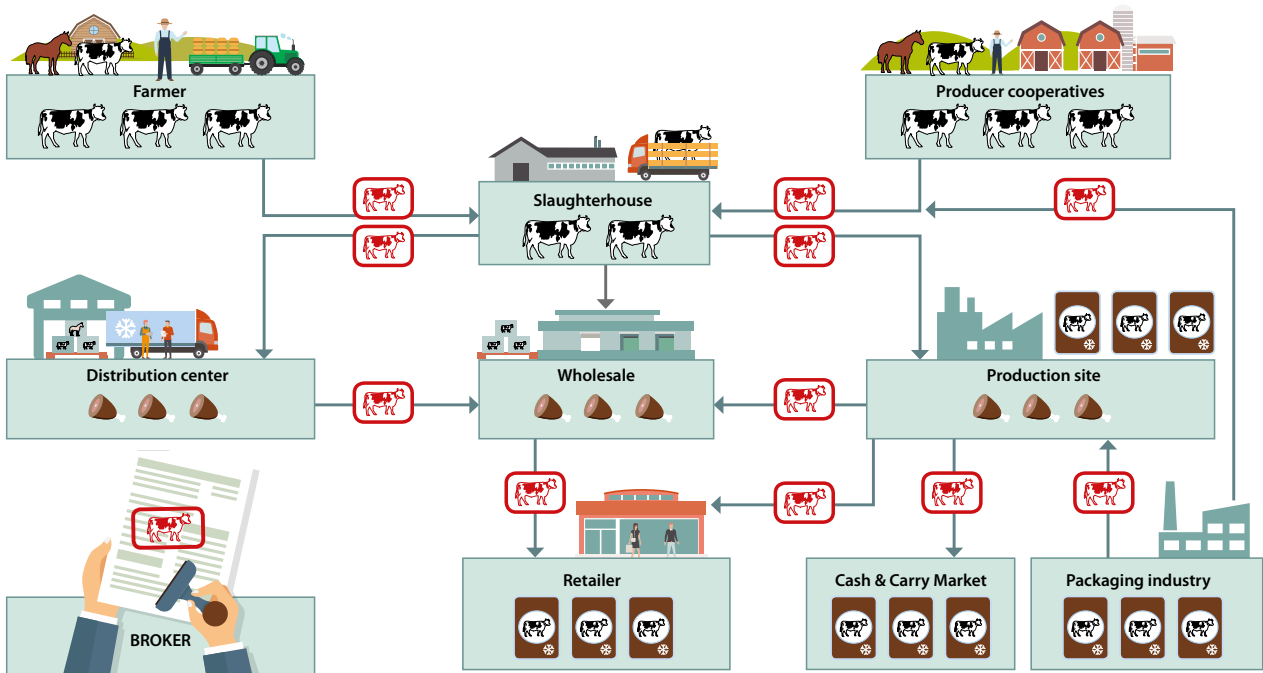 Farmer
Producer cooperatives
Slaughterhouse
Distribution center
Wholesale
Production site
Retailer
Cash & Carry Market
Packaging industry
BROKER